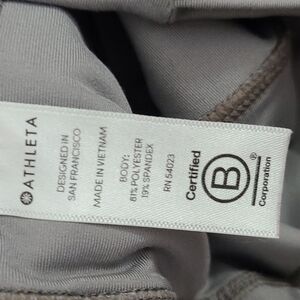 ATHLETA
DESIGNED IN
SAN FRANCISCO
MADE IN VIETNAM
BODY:
81% POLYESTER
19% SPANDEX
RN 54023
Certified
B
Corporation